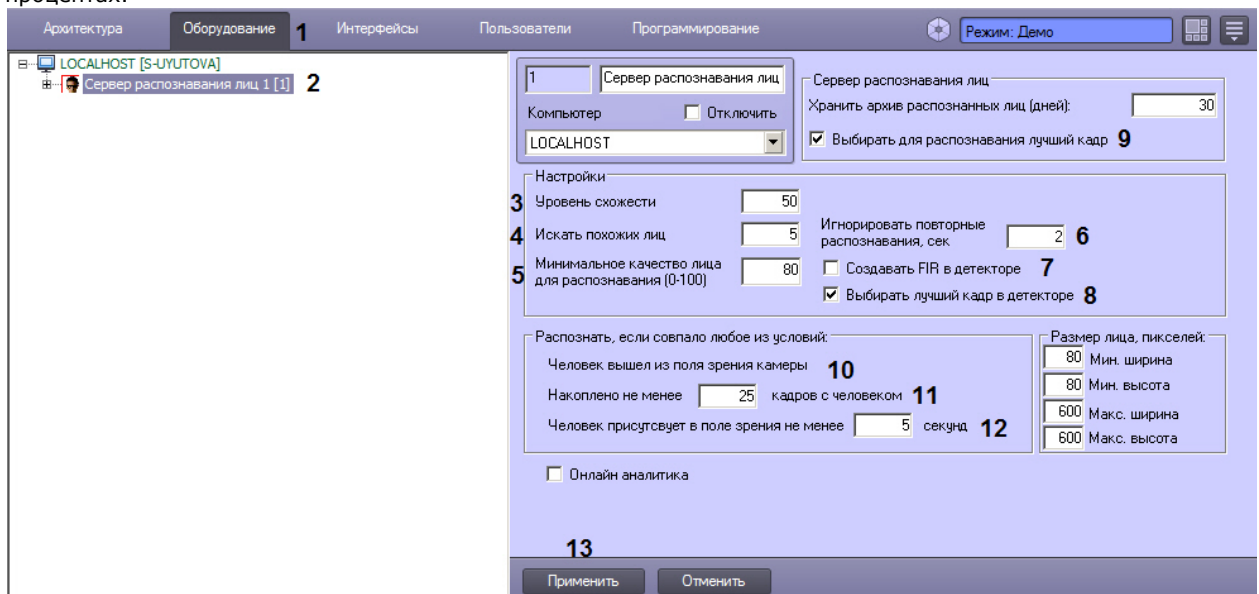 Архитектура Оборудование 1 Интерфейсы Пользователи Программирование Режим: Демо
LOCALHOST [S-UYUTOVA]
Сервер распознавания лиц 1 [1] 2
1 Сервер распознавания лиц
Компьютер Отключить
LOCALHOST
Сервер распознавания лиц
Хранить архив распознанных лиц (дней): 30
Выбирать для распознавания лучший кадр 9
Настройки
3 Уровень схожести 50
4 Искать похожих лиц 5
5 Минимальное качество лица
для распознавания (0-100) 80
Игнорировать повторные
распознавания, сек 2 6
Создавать FIR в детекторе 7
Выбирать лучший кадр в детекторе 8
Распознать, если совпало любое из условий:
Человек вышел из поля зрения камеры 10
Накоплено не менее 25 кадров с человеком 11
Человек присутсвует в поле зрения не менее 5 секунд 12
Размер лица, пикселей:
80 Мин. ширина
80 Мин. высота
600 Макс. ширина
600 Макс. высота
Онлайн аналитика
13
Применить Отменить